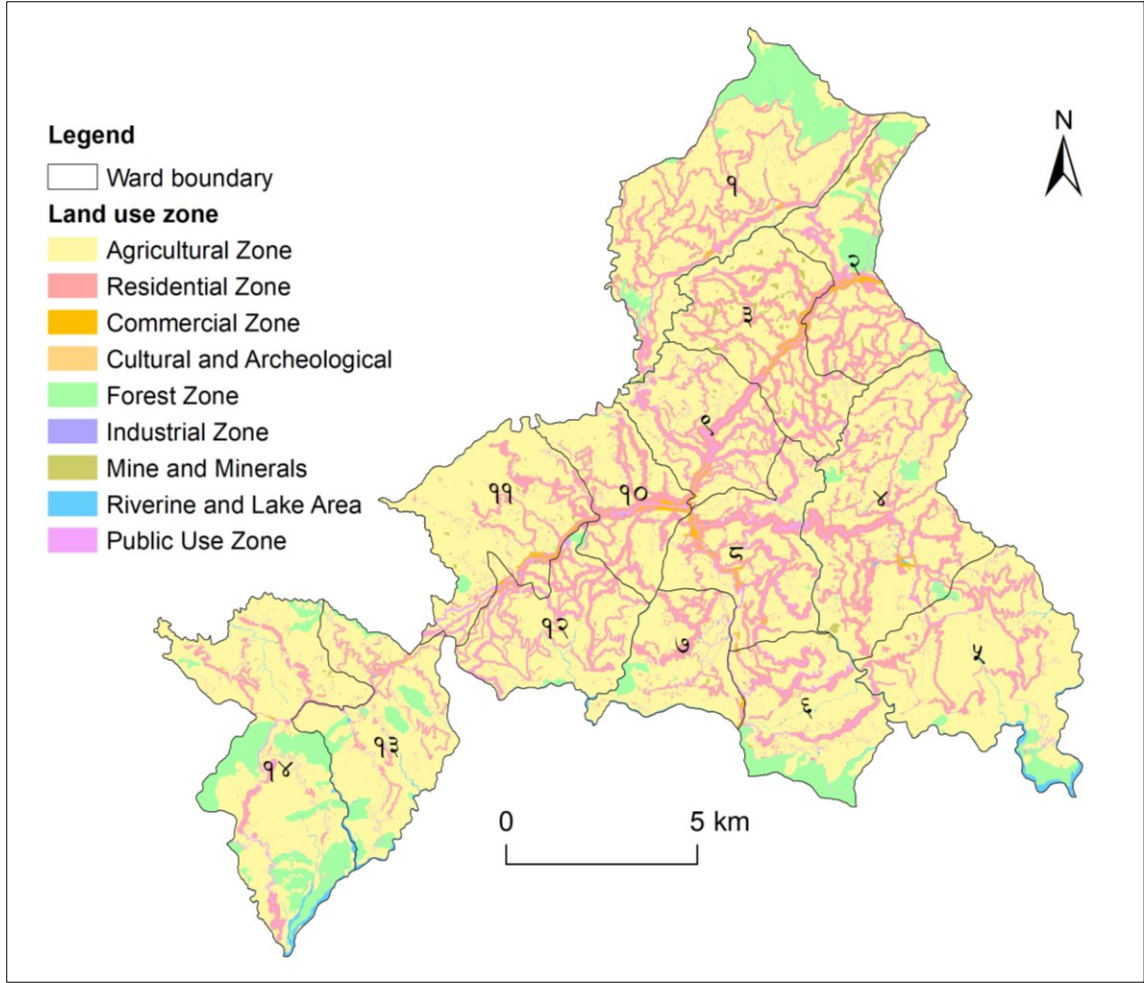 Legend
Ward boundary
Land use zone
Agricultural Zone
Residential Zone
Commercial Zone
Cultural and Archeological
Forest Zone
Industrial Zone
Mine and Minerals
Riverine and Lake Area
Public Use Zone
N
१
२
३
९
४
११
१०
८
५
१२
७
६
१३
१४
0 5 km